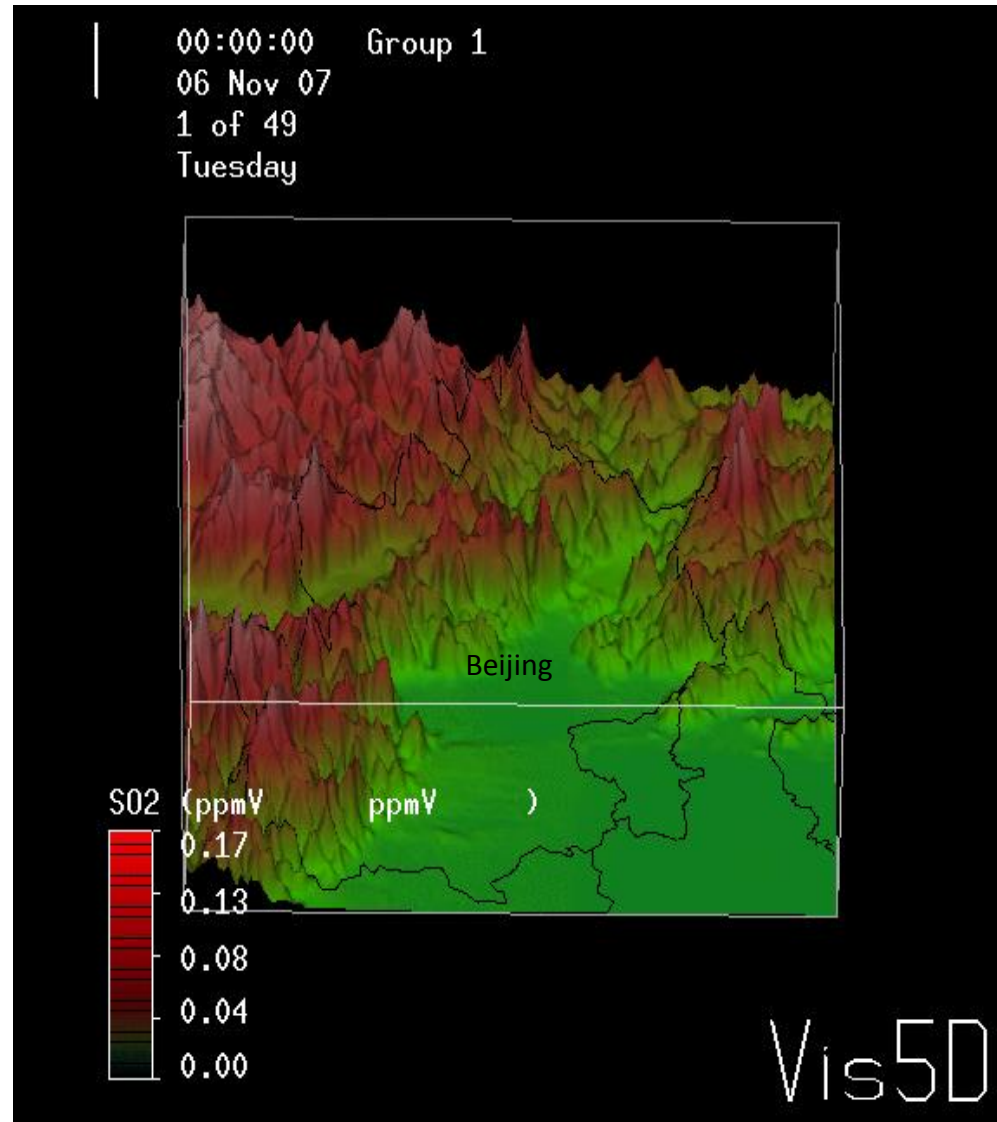 00:00:00 Group 1
06 Nov 07
1 of 49
Tuesday
Beijing
SO2 (ppmV ppmV )
0.17
0.13
0.08
0.04
0.00
Vis5D